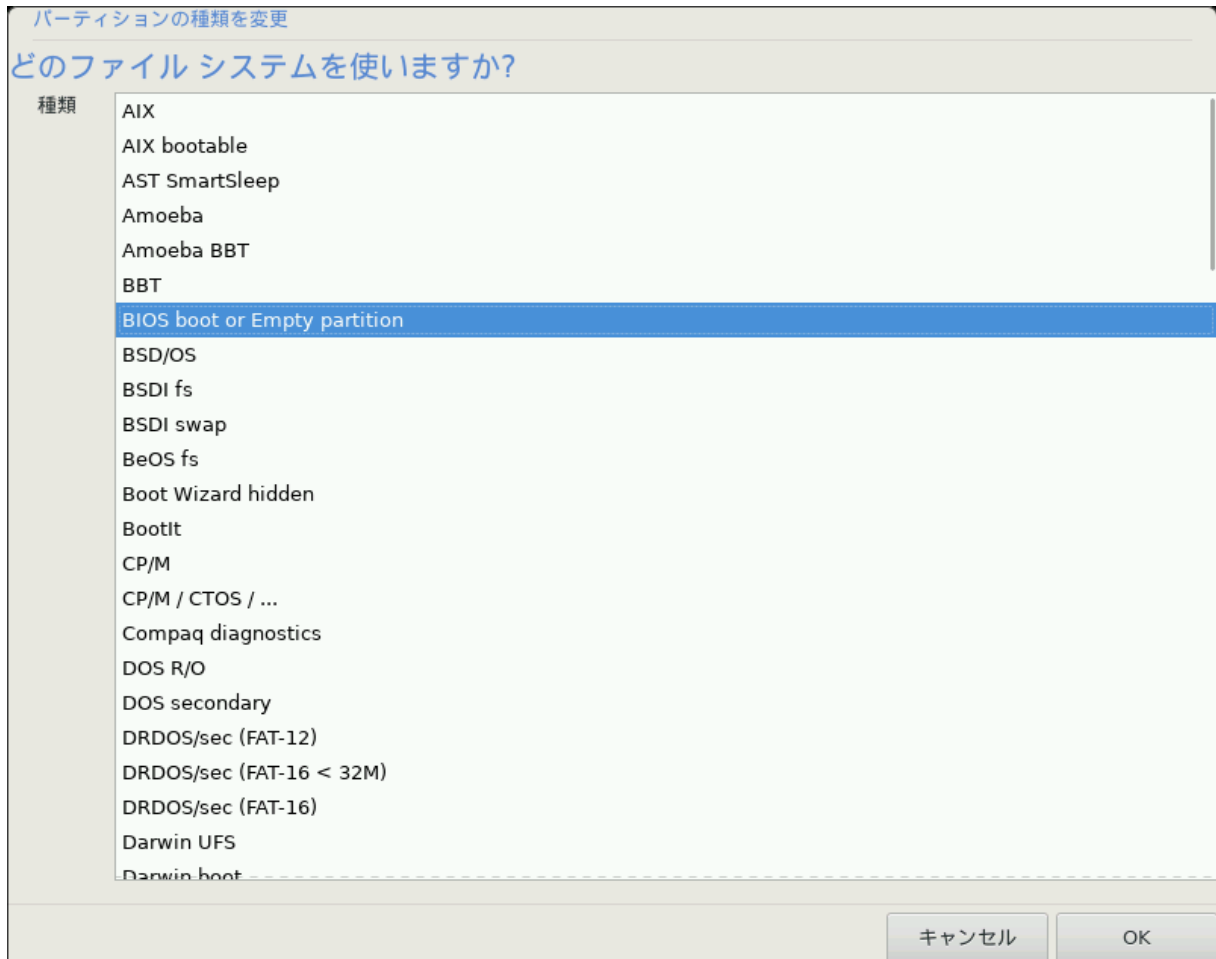 パーティションの種類を変更
どのファイル システムを使いますか?
種類
AIX
AIX bootable
AST SmartSleep
Amoeba
Amoeba BBT
BBT
BIOS boot or Empty partition
BSD/OS
BSDI fs
BSDI swap
BeOS fs
Boot Wizard hidden
BootIt
CP/M
CP/M / CTOS / ...
Compaq diagnostics
DOS R/O
DOS secondary
DRDOS/sec (FAT-12)
DRDOS/sec (FAT-16 < 32M)
DRDOS/sec (FAT-16)
Darwin UFS
Darwin boot
キャンセル
OK